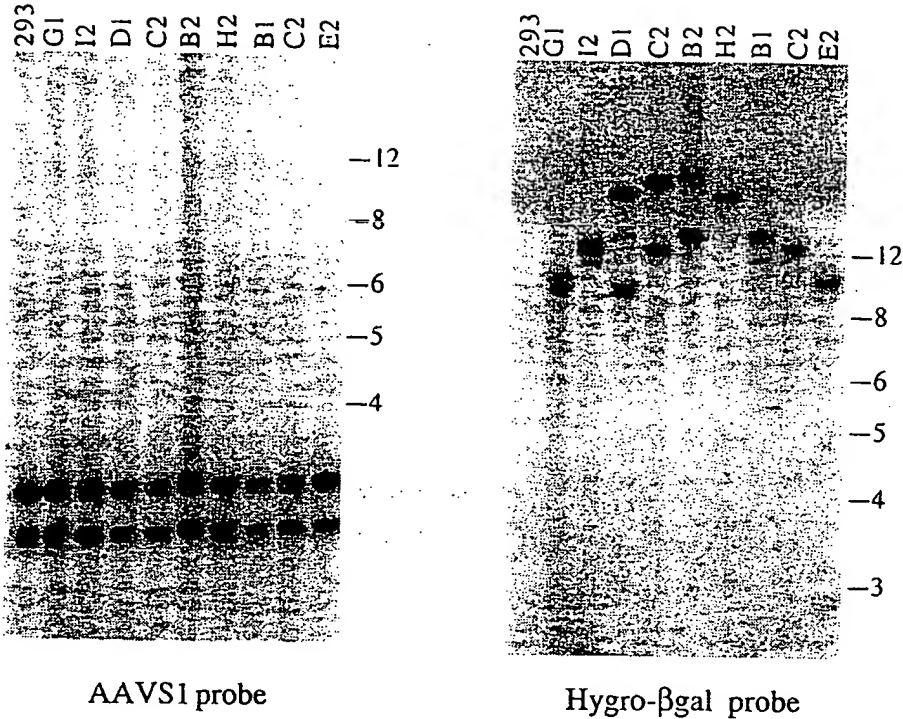 293 G1 I2 D1 C2 B2 H2 B1 C2 E2
–12
–8
–6
–5
–4
AAVS1 probe
293 G1 I2 D1 C2 B2 H2 B1 C2 E2
–12
–8
–6
–5
–4
–3
Hygro-βgal probe